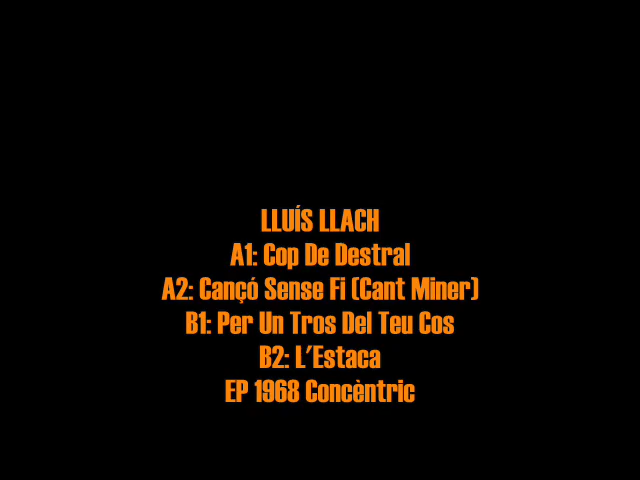 LLUÍS LLACH
A1: Cop De Destral
A2: Cançó Sense Fi (Cant Miner)
B1: Per Un Tros Del Teu Cos
B2: L'Estaca
EP 1968 Concèntric